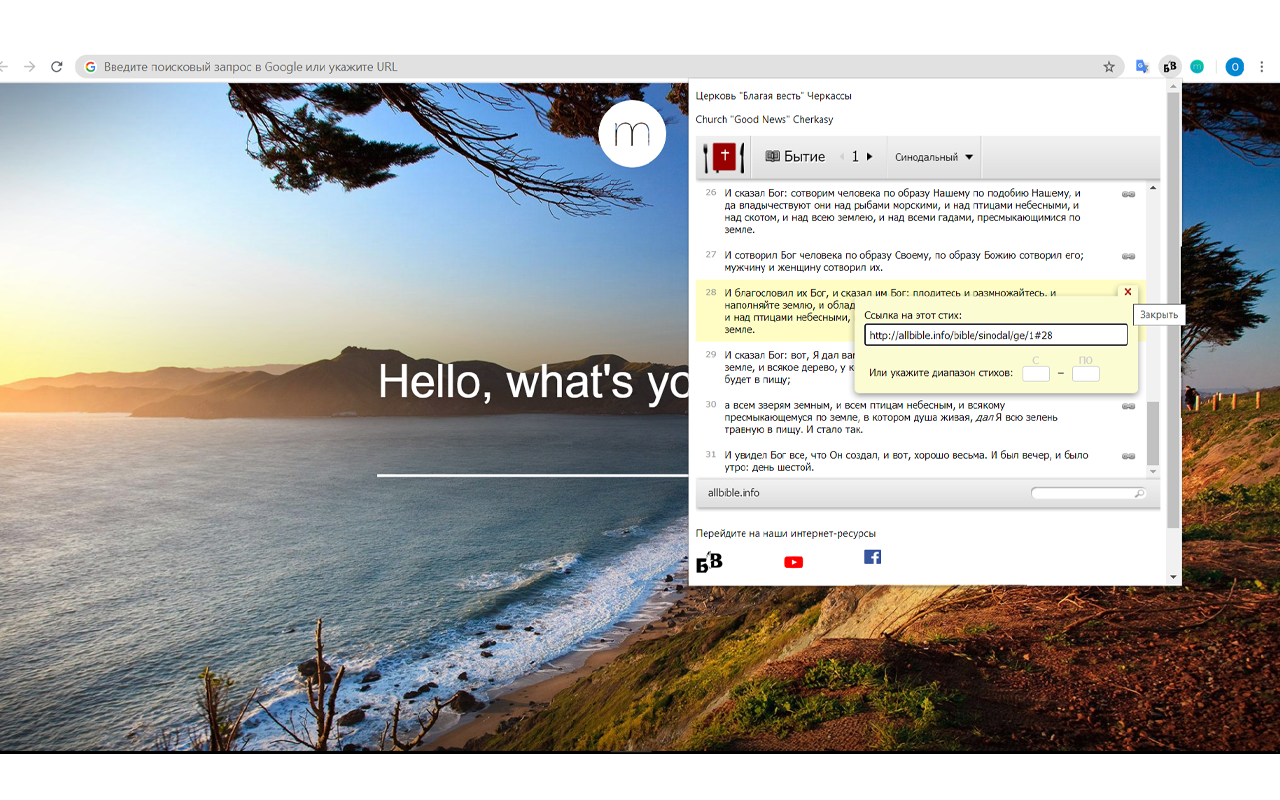 Введите поисковый запрос в Google или укажите URL
БВ
m
O
Церковь "Благая весть" Черкассы
Church "Good News" Cherkasy
m
Бытие
1
Синодальный
26 И сказал Бог: сотворим человека по образу Нашему по подобию Нашему, и
да владычествуют они над рыбами морскими, и над птицами небесными, и
над скотом, и над всею землею, и над всеми гадами, пресмыкающимися по
земле.
27 И сотворил Бог человека по образу Своему, по образу Божию сотворил его;
мужчину и женщину сотворил их.
28 И благословил их Бог, и сказал им Бог: плодитесь и размножайтесь, и
наполняйте землю, и облад
и над птицами небесными,
земле.
Закрыть
Ссылка на этот стих:
http://allbible.info/bible/sinodal/ge/1#28
С ПО
Или укажите диапазон стихов: –
29 И сказал Бог: вот, Я дал ва
земле, и всякое дерево, у к
будет в пищу;
30 а всем зверям земным, и всем птицам небесным, и всякому
пресмыкающемуся по земле, в котором душа живая, дал Я всю зелень
травную в пищу. И стало так.
31 И увидел Бог все, что Он создал, и вот, хорошо весьма. И был вечер, и было
утро: день шестой.
allbible.info
Перейдите на наши интернет-ресурсы
БВ
Hello, what's yo